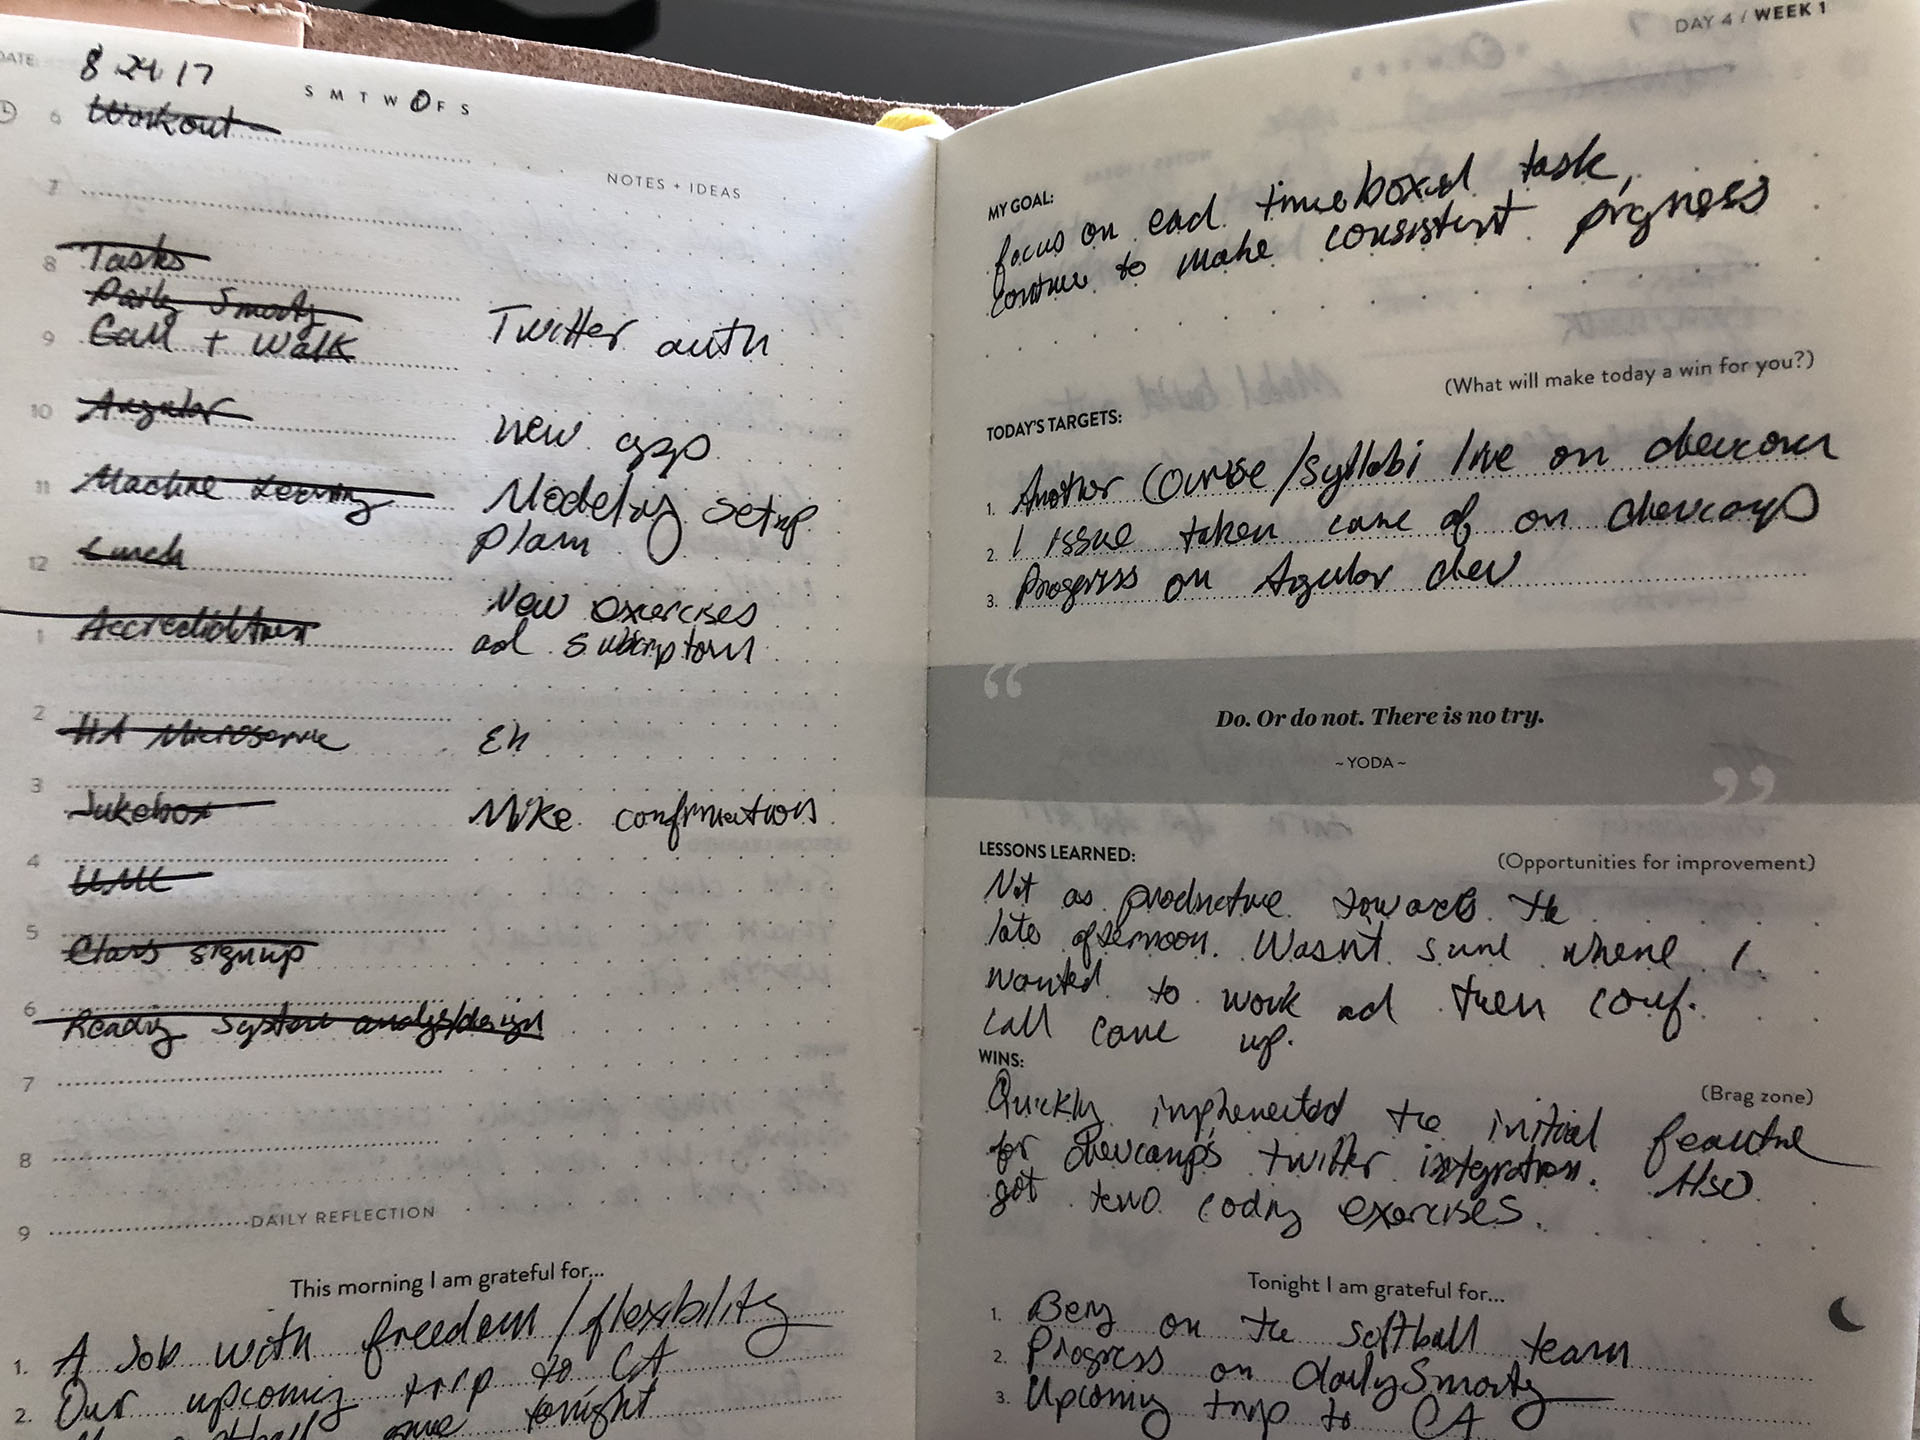 DATE: 8 24 17
S M T W O F S
6 Workout
NOTES + IDEAS
7
8 Tasks
Daily Smarty
9 Call + Walk
Twitter auth
10 Angular
new app
11 Machine Learning
Modeling setup
plan
12 Lunch
New exercises
1
ad
2
HA Microservice
Eh
3
Jukebox
Mike confirmations
4
5
Class signup
6
Reading system analysis/design
7
8
9 DAILY REFLECTION
This morning I am grateful for...
1. A Job with freedom/flexibility
2. Our upcoming trip to CA
game tonight
DAY 4 / WEEK 1
MY GOAL:
focus on each timeboxed task,
continue to make consistent progress
(What will make today a win for you?)
TODAY'S TARGETS:
1. Another Course/syllabi live on devcamp
2. 1 issue taken care of on devcamp
3. Progress on Angular dev
“
Do. Or do not. There is no try.
~YODA~
”
LESSONS LEARNED:
(Opportunities for improvement)
Not as productive towards the
late afternoon. Wasn't sure where I
wanted to work ad then conf.
call came up.
WINS:
(Brag zone)
Quickly implemented the initial feature
for devcamp's twitter integration. Also
got two coding exercises.
Tonight I am grateful for...
1. Being on the softball team
2. Progress on dailySmarty
3. Upcoming trip to CA